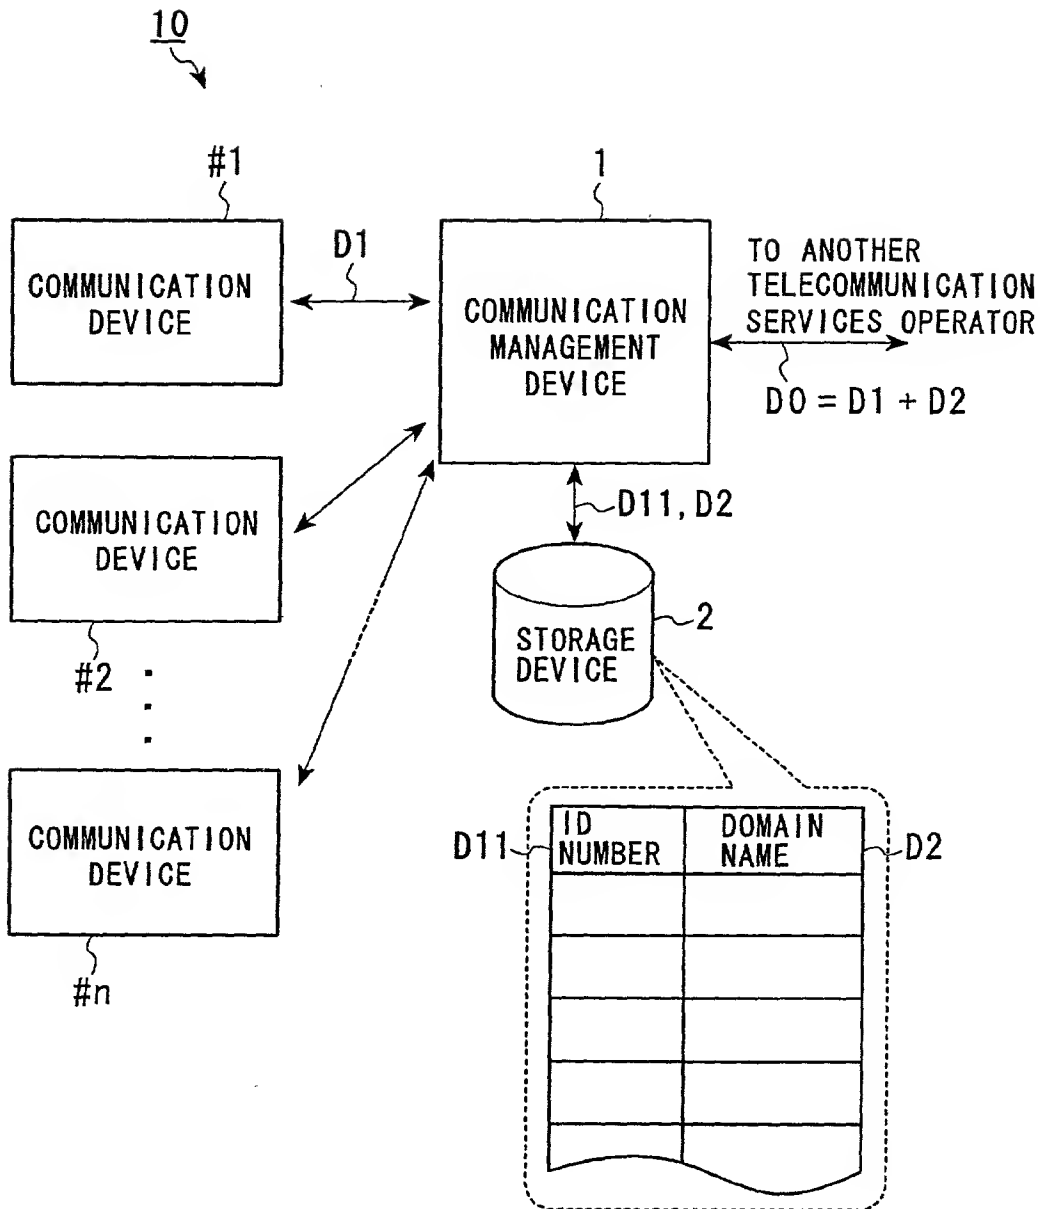 10
#1
1
COMMUNICATION
DEVICE
D1
COMMUNICATION
MANAGEMENT
DEVICE
TO ANOTHER
TELECOMMUNICATION
SERVICES OPERATOR
D0 = D1 + D2
COMMUNICATION
DEVICE
#2
D11, D2
STORAGE
DEVICE
2
COMMUNICATION
DEVICE
#n
D11
ID
NUMBER
DOMAIN
NAME
D2